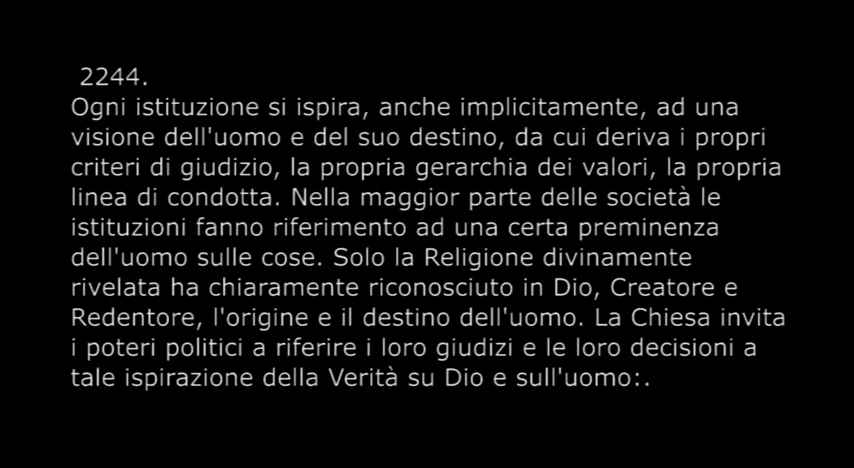 2244.
Ogni istituzione si ispira, anche implicitamente, ad una
visione dell'uomo e del suo destino, da cui deriva i propri
criteri di giudizio, la propria gerarchia dei valori, la propria
linea di condotta. Nella maggior parte delle società le
istituzioni fanno riferimento ad una certa preminenza
dell'uomo sulle cose. Solo la Religione divinamente
rivelata ha chiaramente riconosciuto in Dio, Creatore e
Redentore, l'origine e il destino dell'uomo. La Chiesa invita
i poteri politici a riferire i loro giudizi e le loro decisioni a
tale ispirazione della Verità su Dio e sull'uomo:.